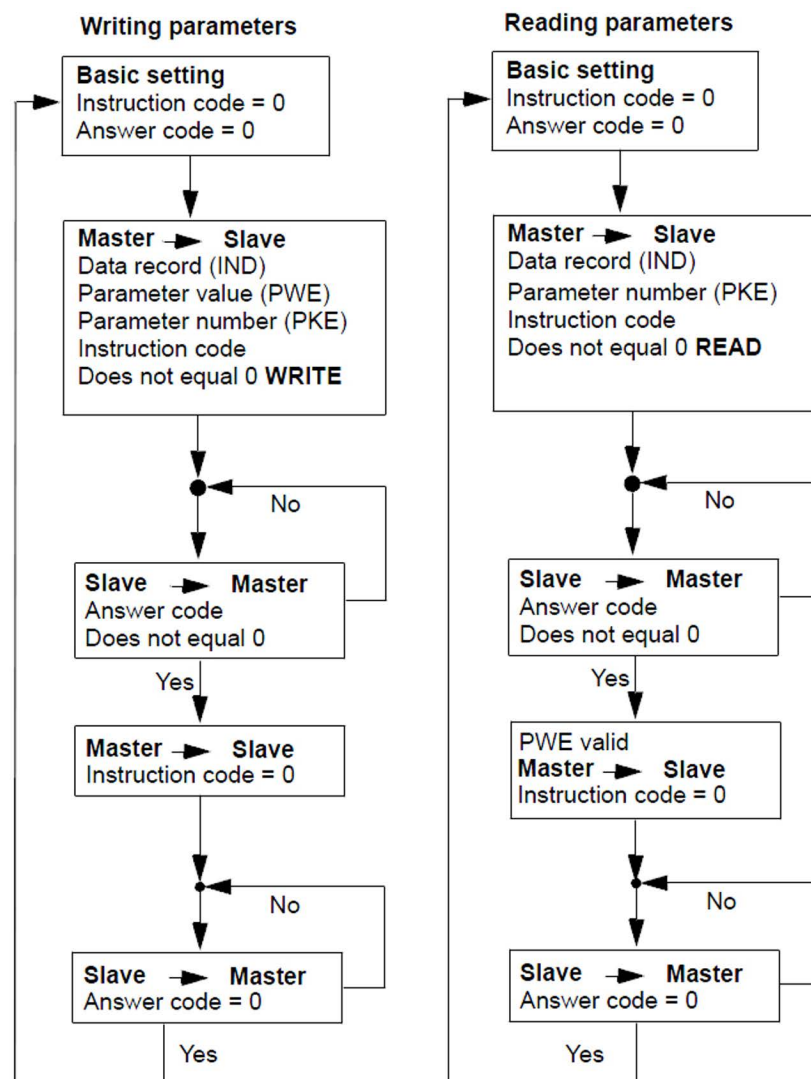 Writing parameters
Basic setting
Instruction code = 0
Answer code = 0
Master Slave
Data record (IND)
Parameter value (PWE)
Parameter number (PKE)
Instruction code
Does not equal 0 WRITE
No
Slave Master
Answer code
Does not equal 0
Yes
Master Slave
Instruction code = 0
No
Slave Master
Answer code = 0
Yes
Reading parameters
Basic setting
Instruction code = 0
Answer code = 0
Master Slave
Data record (IND)
Parameter number (PKE)
Instruction code
Does not equal 0 READ
No
Slave Master
Answer code
Does not equal 0
Yes
PWE valid
Master Slave
Instruction code = 0
No
Slave Master
Answer code = 0
Yes